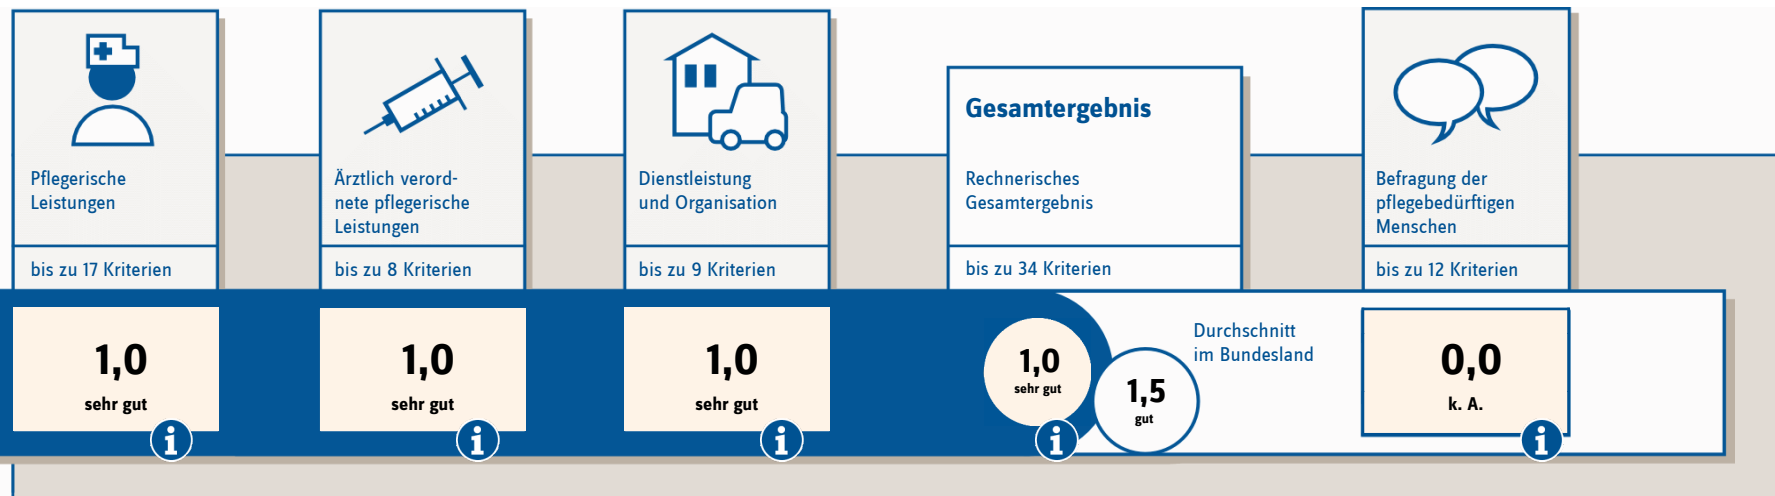 Pflegerische
Leistungen
bis zu 17 Kriterien
1,0
sehr gut
i
Ärztlich verord-
nete pflegerische
Leistungen
bis zu 8 Kriterien
1,0
sehr gut
i
Dienstleistung
und Organisation
bis zu 9 Kriterien
1,0
sehr gut
i
Gesamtergebnis
Rechnerisches
Gesamtergebnis
bis zu 34 Kriterien
1,0
sehr gut
i
1,5
gut
Durchschnitt
im Bundesland
Befragung der
pflegebedürftigen
Menschen
bis zu 12 Kriterien
0,0
k. A.
i